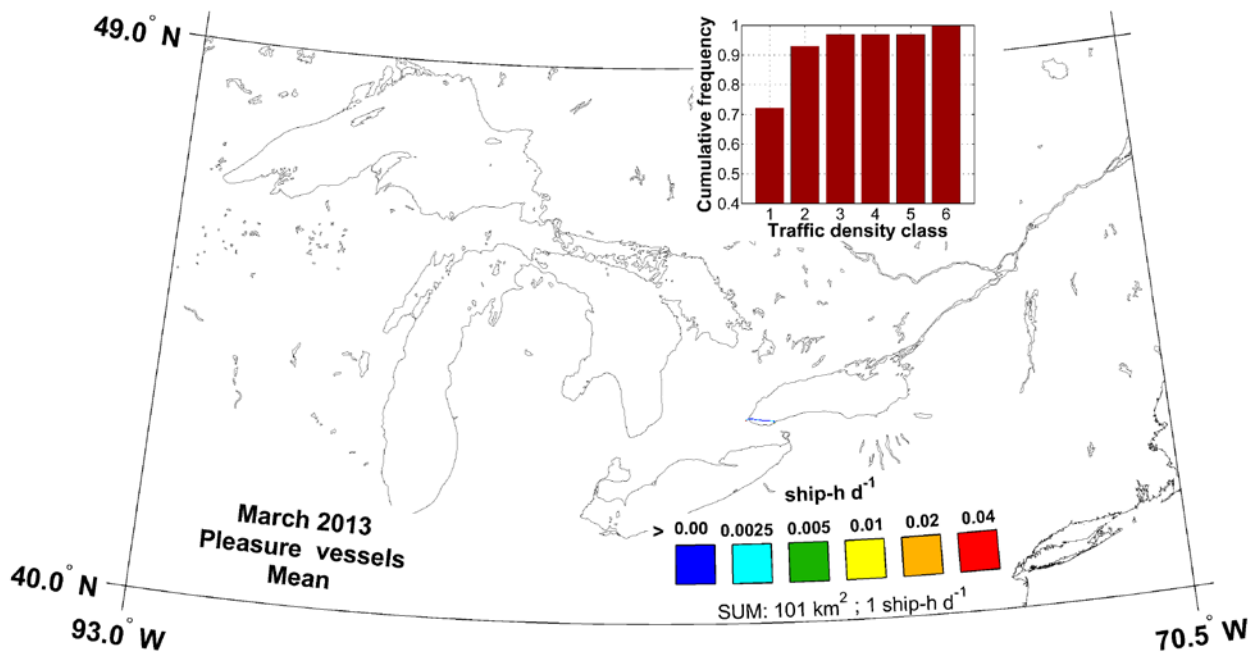 49.0° N
1
0.9
0.8
0.7
0.6
0.5
0.4
Cumulative frequency
1 2 3 4 5 6
Traffic density class
March 2013
Pleasure vessels
Mean
ship-h d⁻¹
> 0.00 0.0025 0.005 0.01 0.02 0.04
SUM: 101 km² ; 1 ship-h d⁻¹
40.0° N
93.0° W
70.5° W